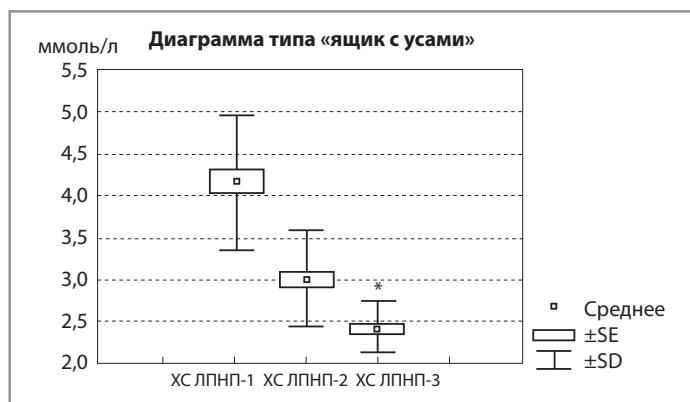 ммоль/л
Диаграмма типа «ящик с усами»
5,5
5,0
4,5
4,0
3,5
3,0
2,5
2,0
*
ХС ЛПНП-1 ХС ЛПНП-2 ХС ЛПНП-3
Среднее
±SE
±SD